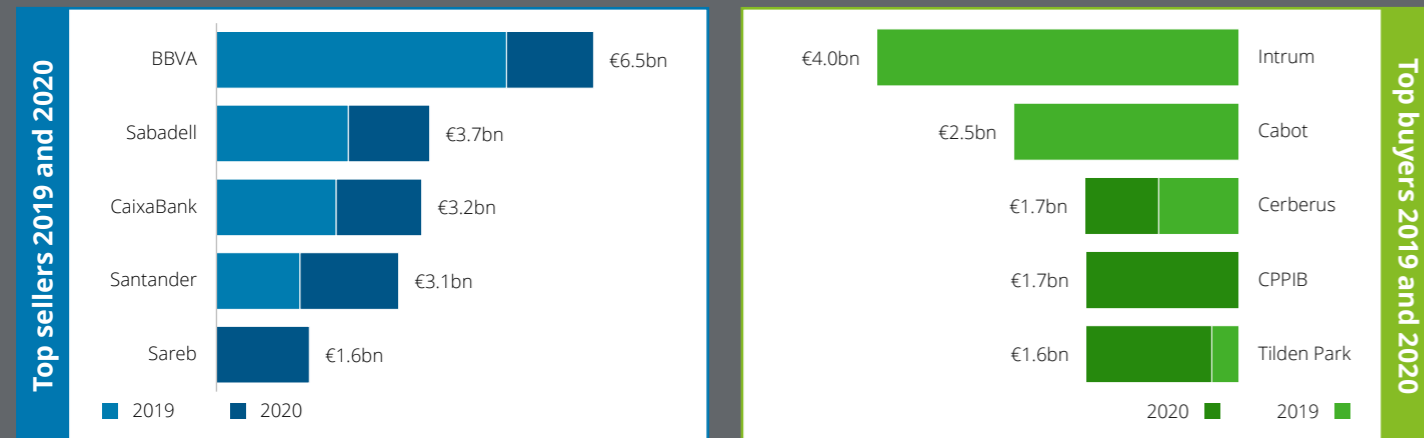 Top sellers 2019 and 2020
BBVA €6.5bn
Sabadell €3.7bn
CaixaBank €3.2bn
Santander €3.1bn
Sareb €1.6bn
2019 2020
€4.0bn Intrum
€2.5bn Cabot
€1.7bn Cerberus
€1.7bn CPPIB
€1.6bn Tilden Park
2020 2019
Top buyers 2019 and 2020